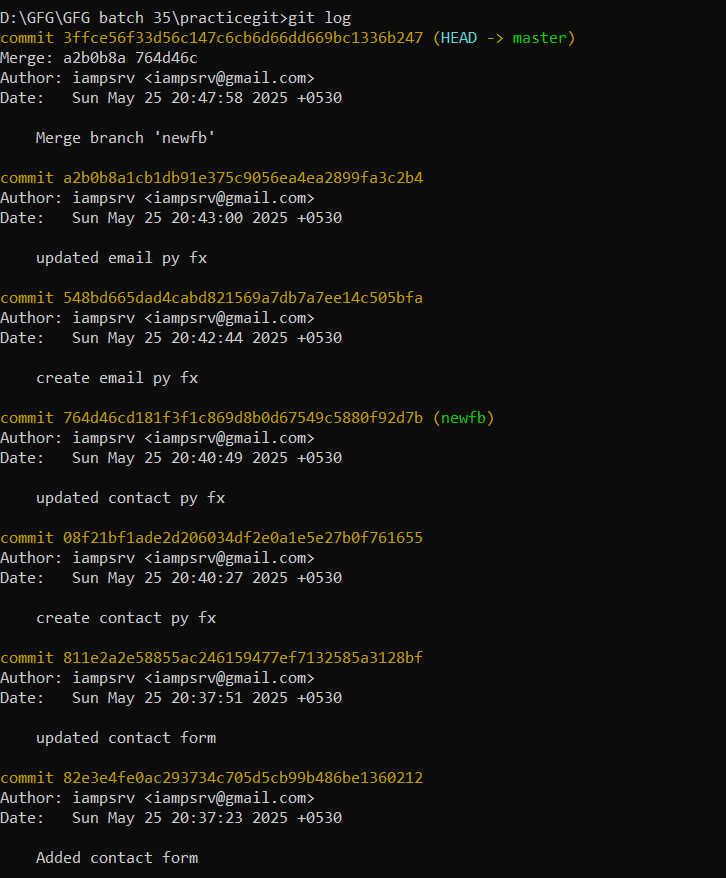 D:\GFG\GFG batch 35\practicegit>git log
commit 3ffce56f33d56c147c6cb6d66dd669bc1336b247 (HEAD -> master)
Merge: a2b0b8a 764d46c
Author: iampsrv <iampsrv@gmail.com>
Date:   Sun May 25 20:47:58 2025 +0530
    Merge branch 'newfb'
commit a2b0b8a1cb1db91e375c9056ea4ea2899fa3c2b4
Author: iampsrv <iampsrv@gmail.com>
Date:   Sun May 25 20:43:00 2025 +0530
    updated email py fx
commit 548bd665dad4cabd821569a7db7a7ee14c505bfa
Author: iampsrv <iampsrv@gmail.com>
Date:   Sun May 25 20:42:44 2025 +0530
    create email py fx
commit 764d46cd181f3f1c869d8b0d67549c5880f92d7b (newfb)
Author: iampsrv <iampsrv@gmail.com>
Date:   Sun May 25 20:40:49 2025 +0530
    updated contact py fx
commit 08f21bf1ade2d206034df2e0a1e5e27b0f761655
Author: iampsrv <iampsrv@gmail.com>
Date:   Sun May 25 20:40:27 2025 +0530
    create contact py fx
commit 811e2a2e58855ac246159477ef7132585a3128bf
Author: iampsrv <iampsrv@gmail.com>
Date:   Sun May 25 20:37:51 2025 +0530
    updated contact form
commit 82e3e4fe0ac293734c705d5cb99b486be1360212
Author: iampsrv <iampsrv@gmail.com>
Date:   Sun May 25 20:37:23 2025 +0530
    Added contact form